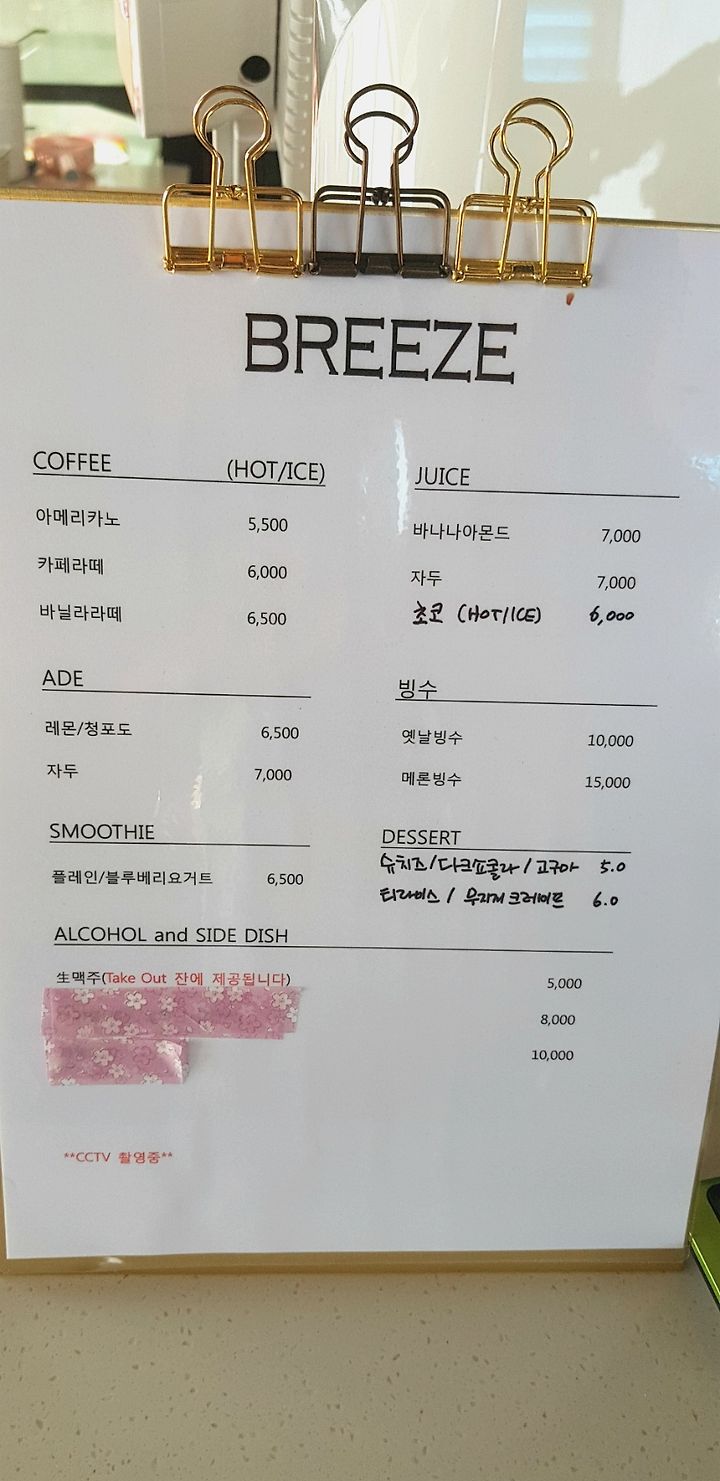 BREEZE
COFFEE (HOT/ICE)
아메리카노 5,500
카페라떼 6,000
바닐라라떼 6,500
JUICE
바나나아몬드 7,000
자두 7,000
초코 (HOT/ICE) 6,000
ADE
레몬/청포도 6,500
자두 7,000
빙수
옛날빙수 10,000
메론빙수 15,000
SMOOTHIE
플레인/블루베리요거트 6,500
DESSERT
슈치즈/다크쇼콜라/고구마 5.0
티라미스/무지개크레이프 6.0
ALCOHOL and SIDE DISH
生맥주(Take Out 잔에 제공됩니다) 5,000
8,000
10,000
**CCTV 촬영중**